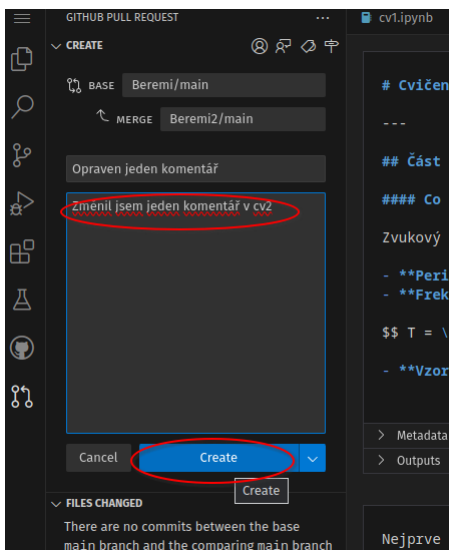 GITHUB PULL REQUEST
CREATE
BASE Beremi/main
MERGE Beremi2/main
Opraven jeden komentář
Změnil jsem jeden komentář v cv2
Cancel Create
Create
FILES CHANGED
There are no commits between the base
main branch and the comparing main branch
cv1.ipynb
# Cvičen
---
## Část
#### Co
Zvukový
- **Peri
- **Frek
$$ T = \
- **Vzor
> Metadata
> Outputs
Nejprve